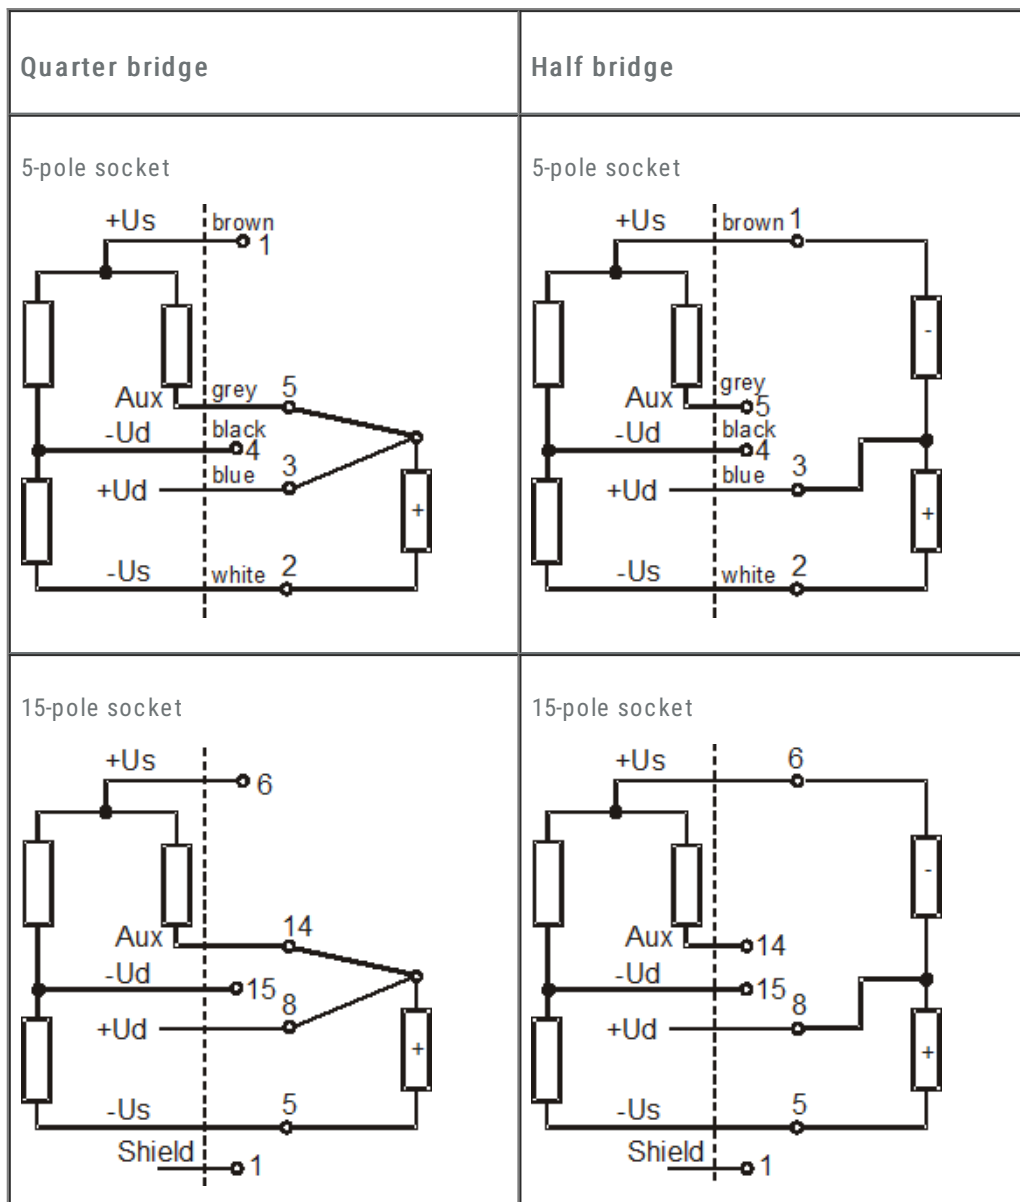 Quarter bridge
Half bridge
5-pole socket
+Us
brown
1
Aux
grey
5
-Ud
black
4
+Ud
blue
3
+
-Us
white
2
5-pole socket
+Us
brown 1
-
Aux
grey
5
-Ud
black
4
+Ud
blue
3
+
-Us
white
2
15-pole socket
+Us
6
Aux
14
-Ud
15
+Ud
8
+
-Us
5
Shield
1
15-pole socket
+Us
6
-
Aux
14
-Ud
15
+Ud
8
+
-Us
5
Shield
1